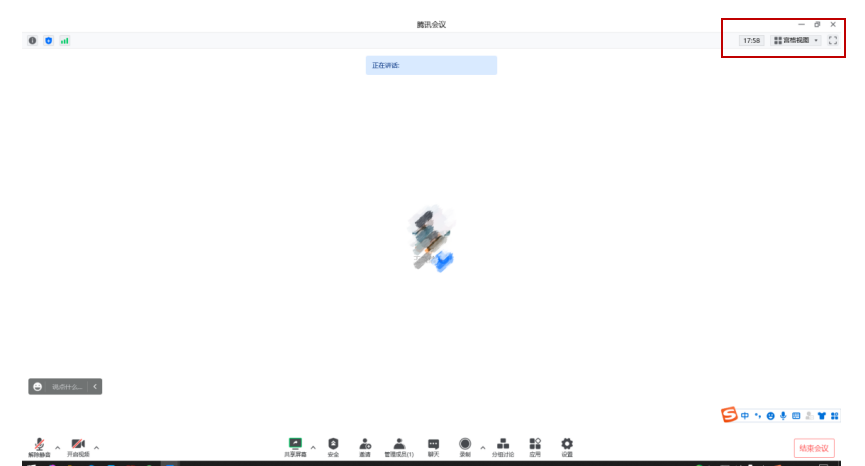 腾讯会议
17:58 宫格视图
正在讲话:
说点什么...
中
解除静音 开启视频 共享屏幕 安全 邀请 管理成员(1) 聊天 录制 分组讨论 应用 设置 结束会议